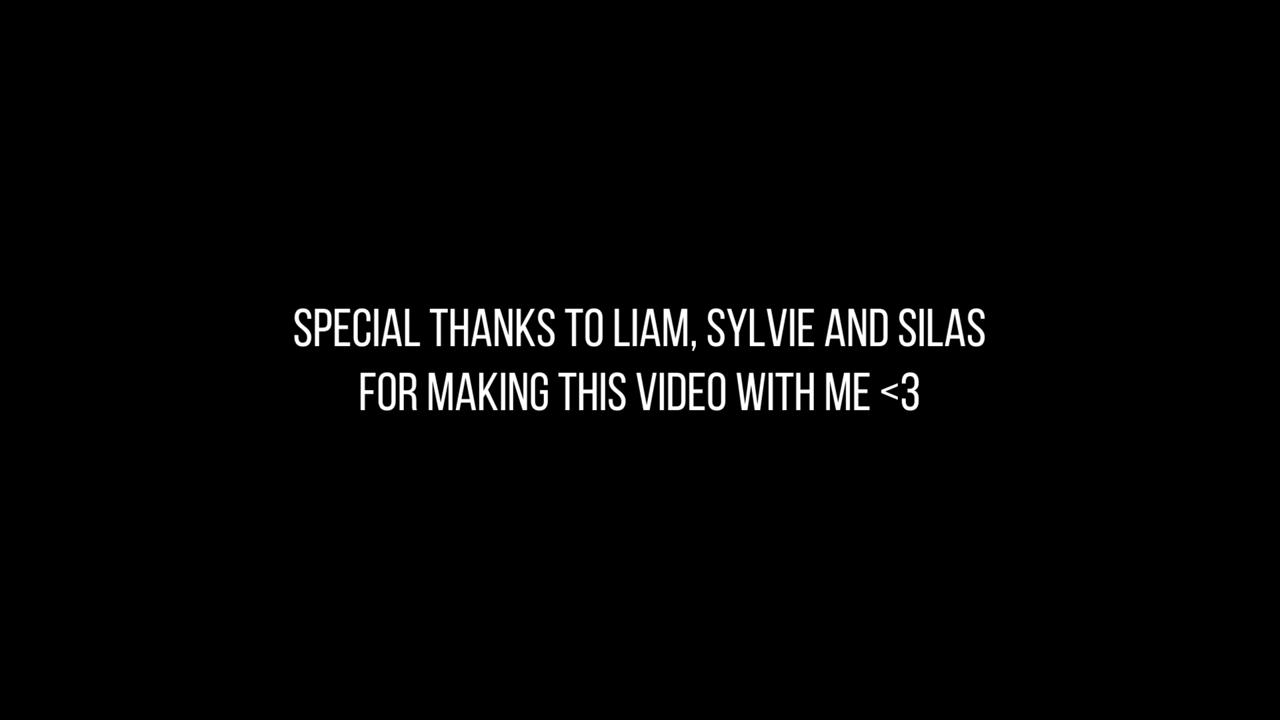 SPECIAL THANKS TO LIAM, SYLVIE AND SILAS
FOR MAKING THIS VIDEO WITH ME <3